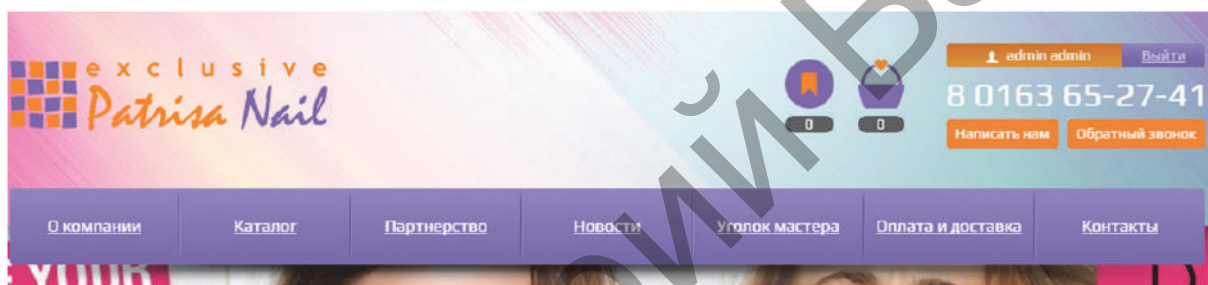 exclusive
Patrisa Nail
0
0
admin admin
Выйти
8 0163 65-27-41
Написать нам
Обратный звонок
О компании
Каталог
Партнерство
Новости
Уголок мастера
Оплата и доставка
Контакты
YOUR